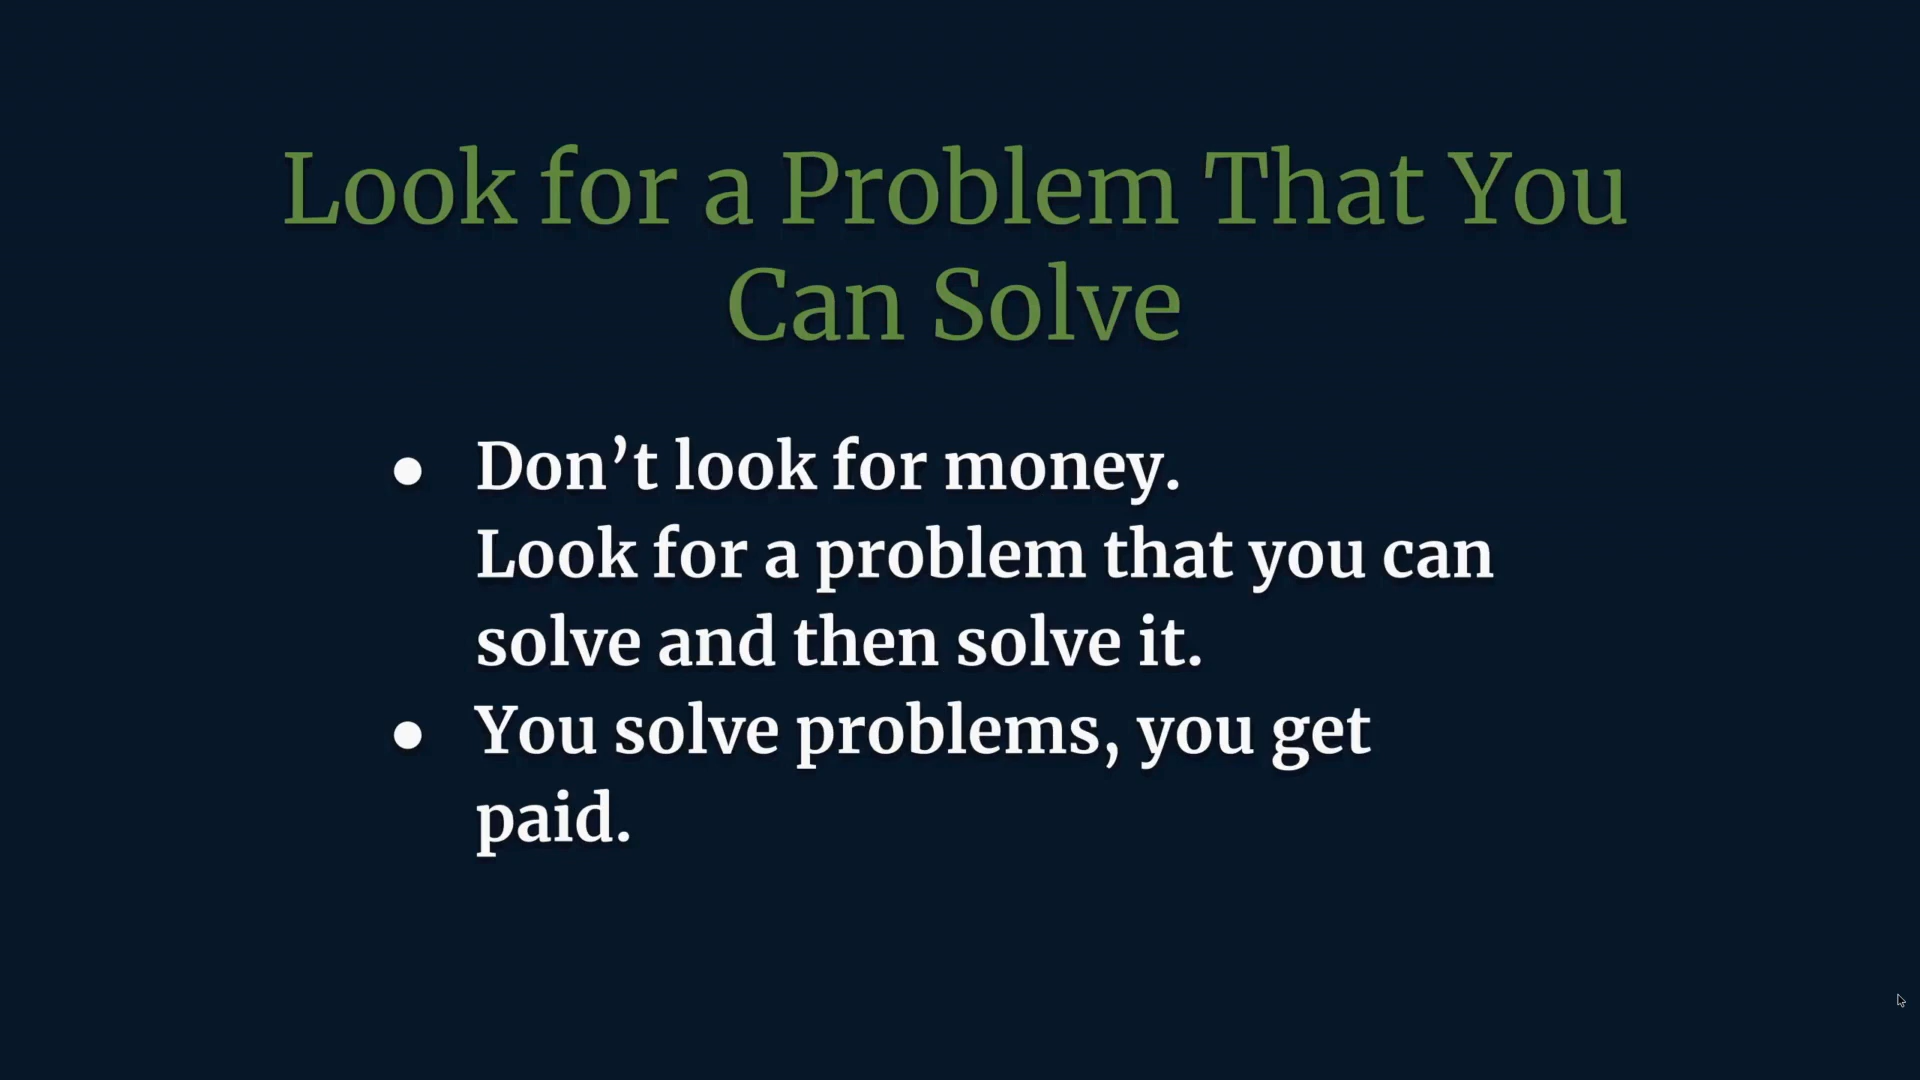 Look for a Problem That You
Can Solve
● Don’t look for money.
Look for a problem that you can
solve and then solve it.
● You solve problems, you get
paid.